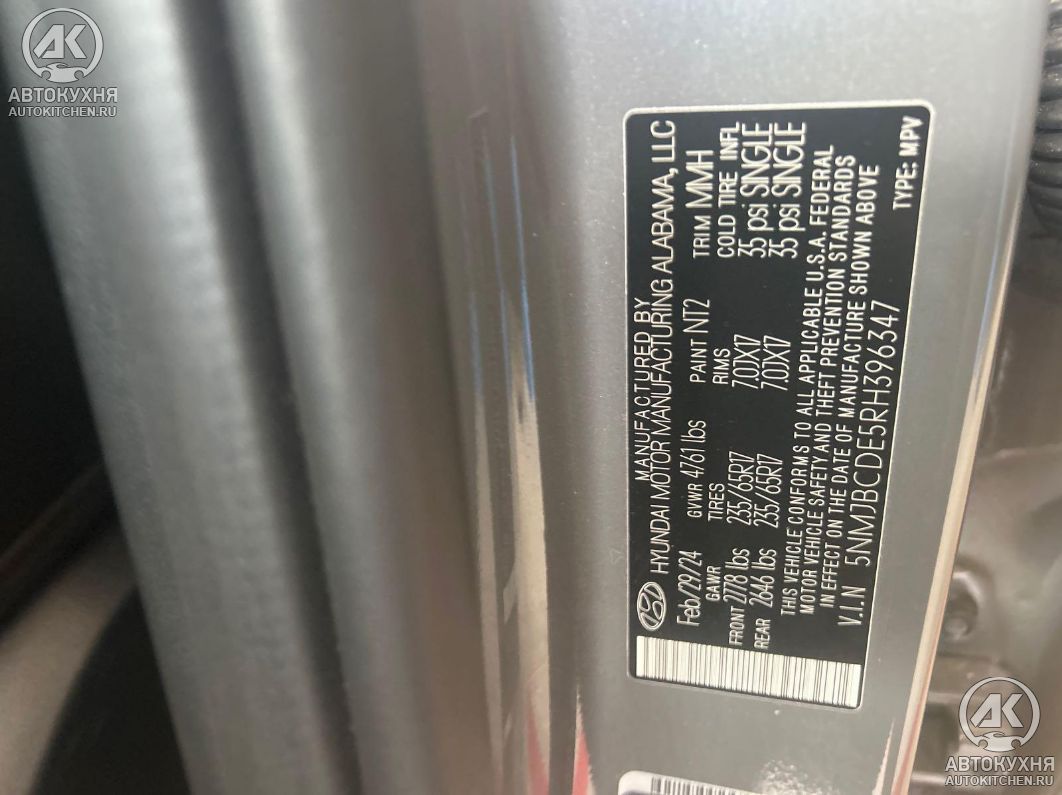 AK
АВТОКУХНЯ
AUTOKITCHEN.RU
MANUFACTURED BY
HYUNDAI MOTOR MANUFACTURING ALABAMA, LLC
Feb/29/24 GVWR 4761 lbs PAINT NT2 TRIM MMH
GAWR TIRES RIMS COLD TIRE INFL
FRONT 2778 lbs 235/65R17 7.0JX17 35 psi SINGLE
REAR 2646 lbs 235/65R17 7.0JX17 35 psi SINGLE
THIS VEHICLE CONFORMS TO ALL APPLICABLE U.S.A. FEDERAL
MOTOR VEHICLE SAFETY AND THEFT PREVENTION STANDARDS
IN EFFECT ON THE DATE OF MANUFACTURE SHOWN ABOVE
V.I.N 5NMJBCDE5RH396347 TYPE: MPV
AK
АВТОКУХНЯ
AUTOKITCHEN.RU